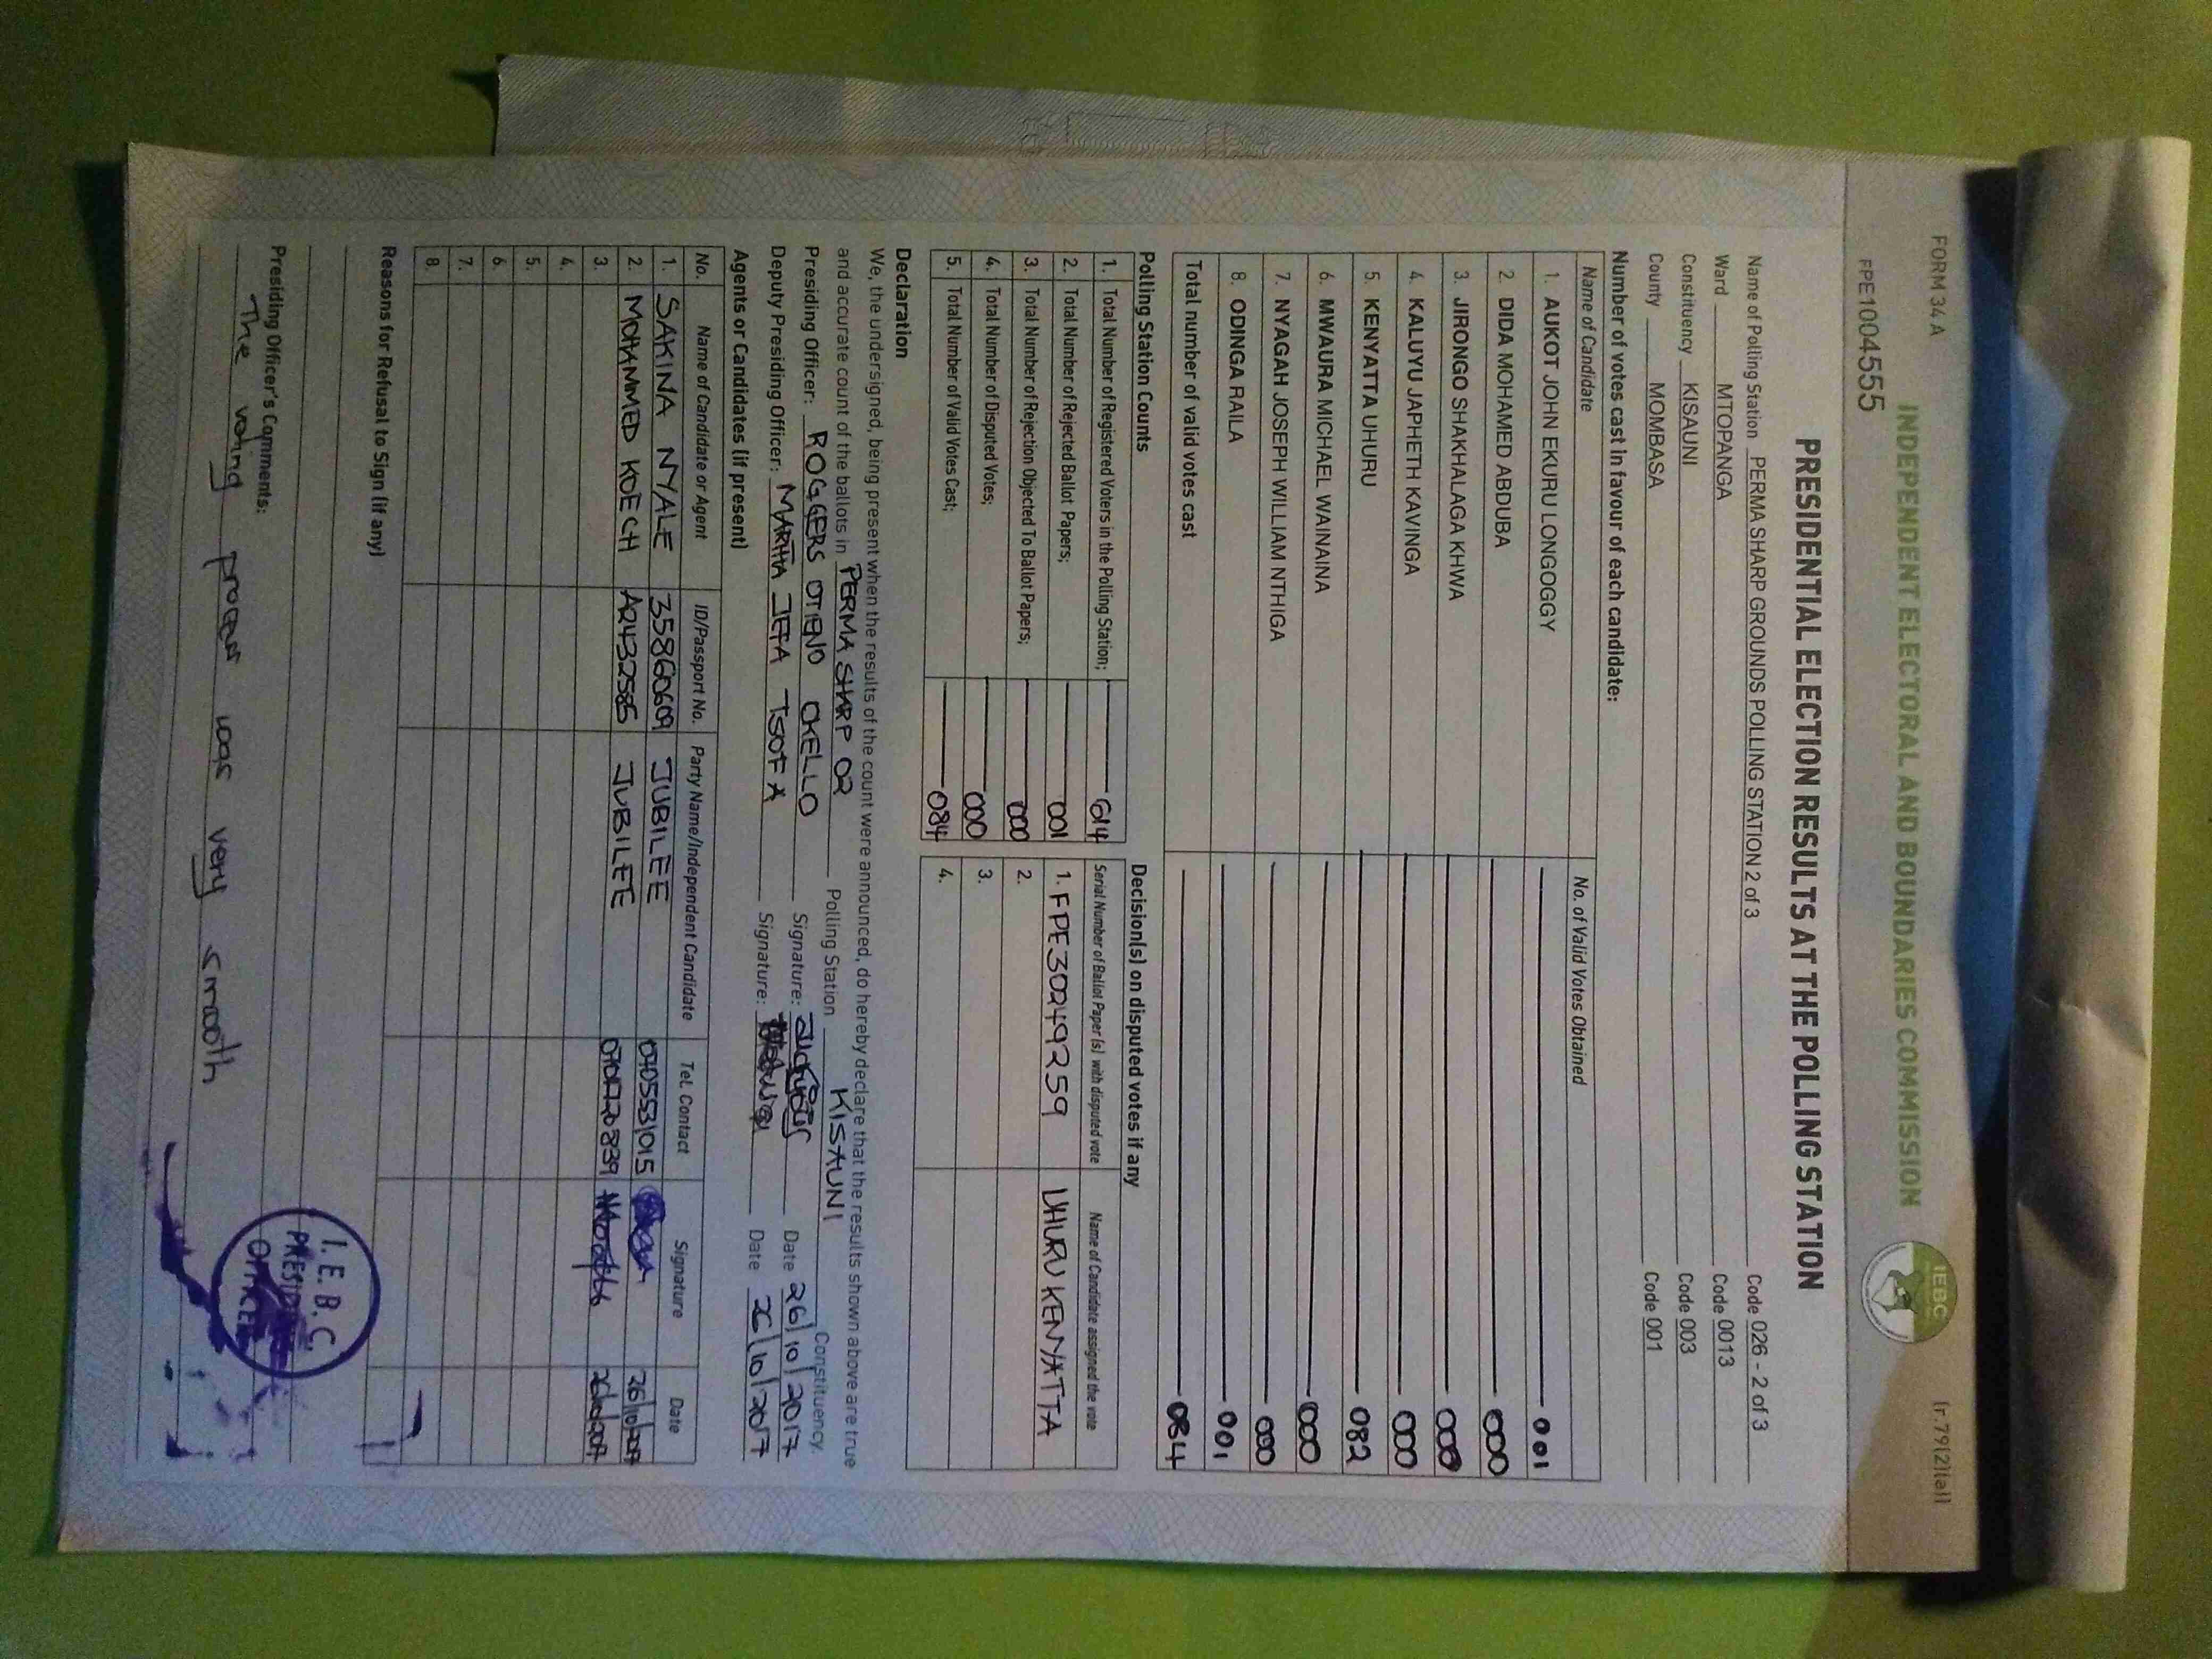 FORM 34 A
(r.79(2)(a))
INDEPENDENT ELECTORAL AND BOUNDARIES COMMISSION
IEBC
FPE1004555
PRESIDENTIAL ELECTION RESULTS AT THE POLLING STATION
Name of Polling Station PERMA SHARP GROUNDS POLLING STATION 2 of 3 Code 026 - 2 of 3
Ward MTOPANGA Code 0013
Constituency KISAUNI Code 003
County MOMBASA Code 001
Number of votes cast in favour of each candidate:
Name of Candidate No. of Valid Votes Obtained
1. AUKOT JOHN EKURU LONGOGGY 001
2. DIDA MOHAMED ABDUBA 000
3. JIRONGO SHAKHALAGA KHWA 000
4. KALUYU JAPHETH KAVINGA 000
5. KENYATTA UHURU 082
6. MWAURA MICHAEL WAINAINA 000
7. NYAGAH JOSEPH WILLIAM NTHIGA 000
8. ODINGA RAILA 001
Total number of valid votes cast 084
Polling Station Counts
1. Total Number of Registered Voters in the Polling Station; 614
2. Total Number of Rejected Ballot Papers; 001
3. Total Number of Rejection Objected To Ballot Papers; 000
4. Total Number of Disputed Votes; 000
5. Total Number of Valid Votes Cast; 084
Decision(s) on disputed votes if any
Serial Number of Ballot Paper (s) with disputed vote Name of Candidate assigned the vote
1. FPE30249259 UHURU KENYATTA
2.
3.
4.
Declaration
We, the undersigned, being present when the results of the count were announced, do hereby declare that the results shown above are true
and accurate count of the ballots in PERMA SHARP 02 Polling Station KISAUNI Constituency.
Presiding Officer: ROGGERS OTIENO OKELLO Signature: Date 26/10/2017
Deputy Presiding Officer: MARTHA JEFA TSOFA Signature: Date 26/10/2017
Agents or Candidates (if present)
No. Name of Candidate or Agent ID/Passport No. Party Name/Independent Candidate Tel. Contact Signature Date
1. SAKINA NYALE 35860609 JUBILEE 0705531015 26/10/2017
2. MOHAMMED KOECH A2432585 JUBILEE 26/10/2017
3.
4.
5.
6.
7.
8.
Reasons for Refusal to Sign (if any)
Presiding Officer's Comments:
The voting process was very smooth
I. E. B. C.
PRESIDING
OFFICER